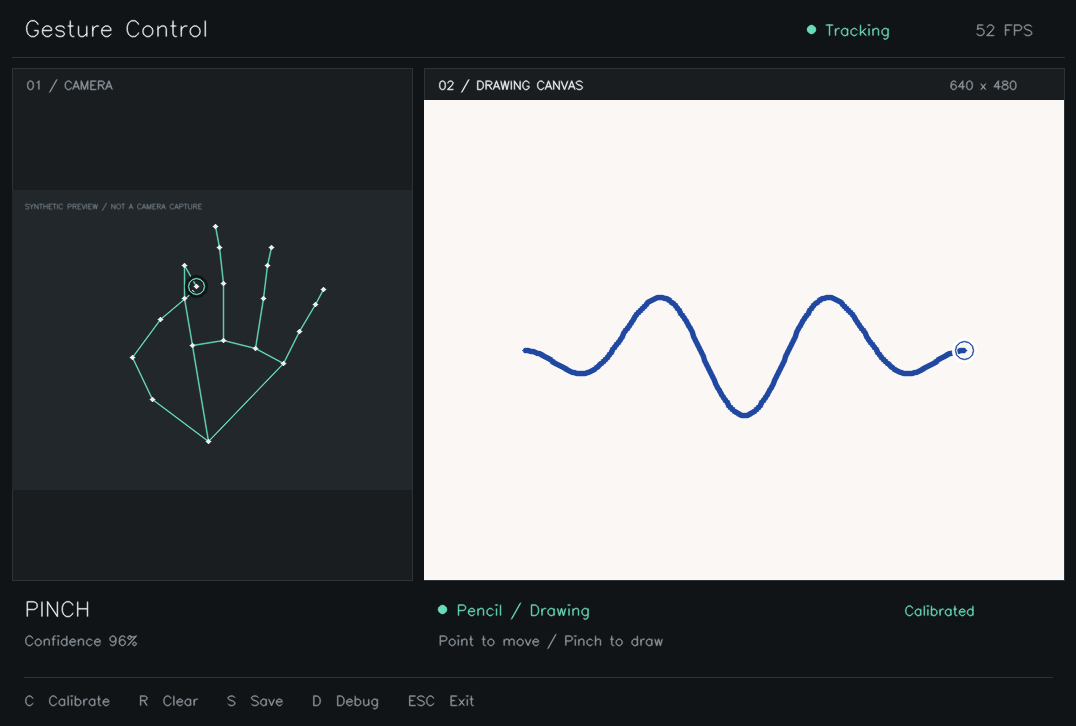 Gesture Control
Tracking
52 FPS
01 / CAMERA
02 / DRAWING CANVAS
640 x 480
SYNTHETIC PREVIEW / NOT A CAMERA CAPTURE
PINCH
Confidence 96%
Pencil / Drawing
Calibrated
Point to move / Pinch to draw
C Calibrate R Clear S Save D Debug ESC Exit